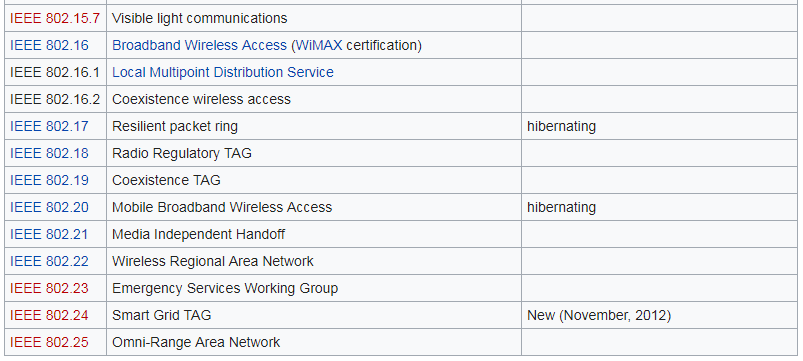 IEEE 802.15.7 Visible light communications
IEEE 802.16 Broadband Wireless Access (WiMAX certification)
IEEE 802.16.1 Local Multipoint Distribution Service
IEEE 802.16.2 Coexistence wireless access
IEEE 802.17 Resilient packet ring hibernating
IEEE 802.18 Radio Regulatory TAG
IEEE 802.19 Coexistence TAG
IEEE 802.20 Mobile Broadband Wireless Access hibernating
IEEE 802.21 Media Independent Handoff
IEEE 802.22 Wireless Regional Area Network
IEEE 802.23 Emergency Services Working Group
IEEE 802.24 Smart Grid TAG New (November, 2012)
IEEE 802.25 Omni-Range Area Network